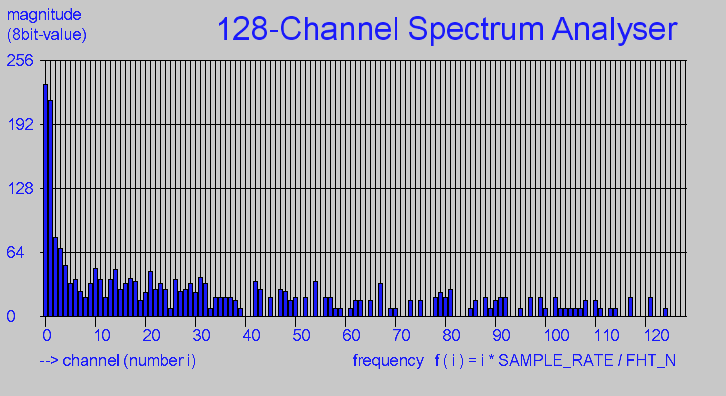 magnitude
(8bit-value)
128-Channel Spectrum Analyser
256
192
128
64
0
0 10 20 30 40 50 60 70 80 90 100 110 120
--> channel (number i)
frequency f ( i ) = i * SAMPLE_RATE / FHT_N